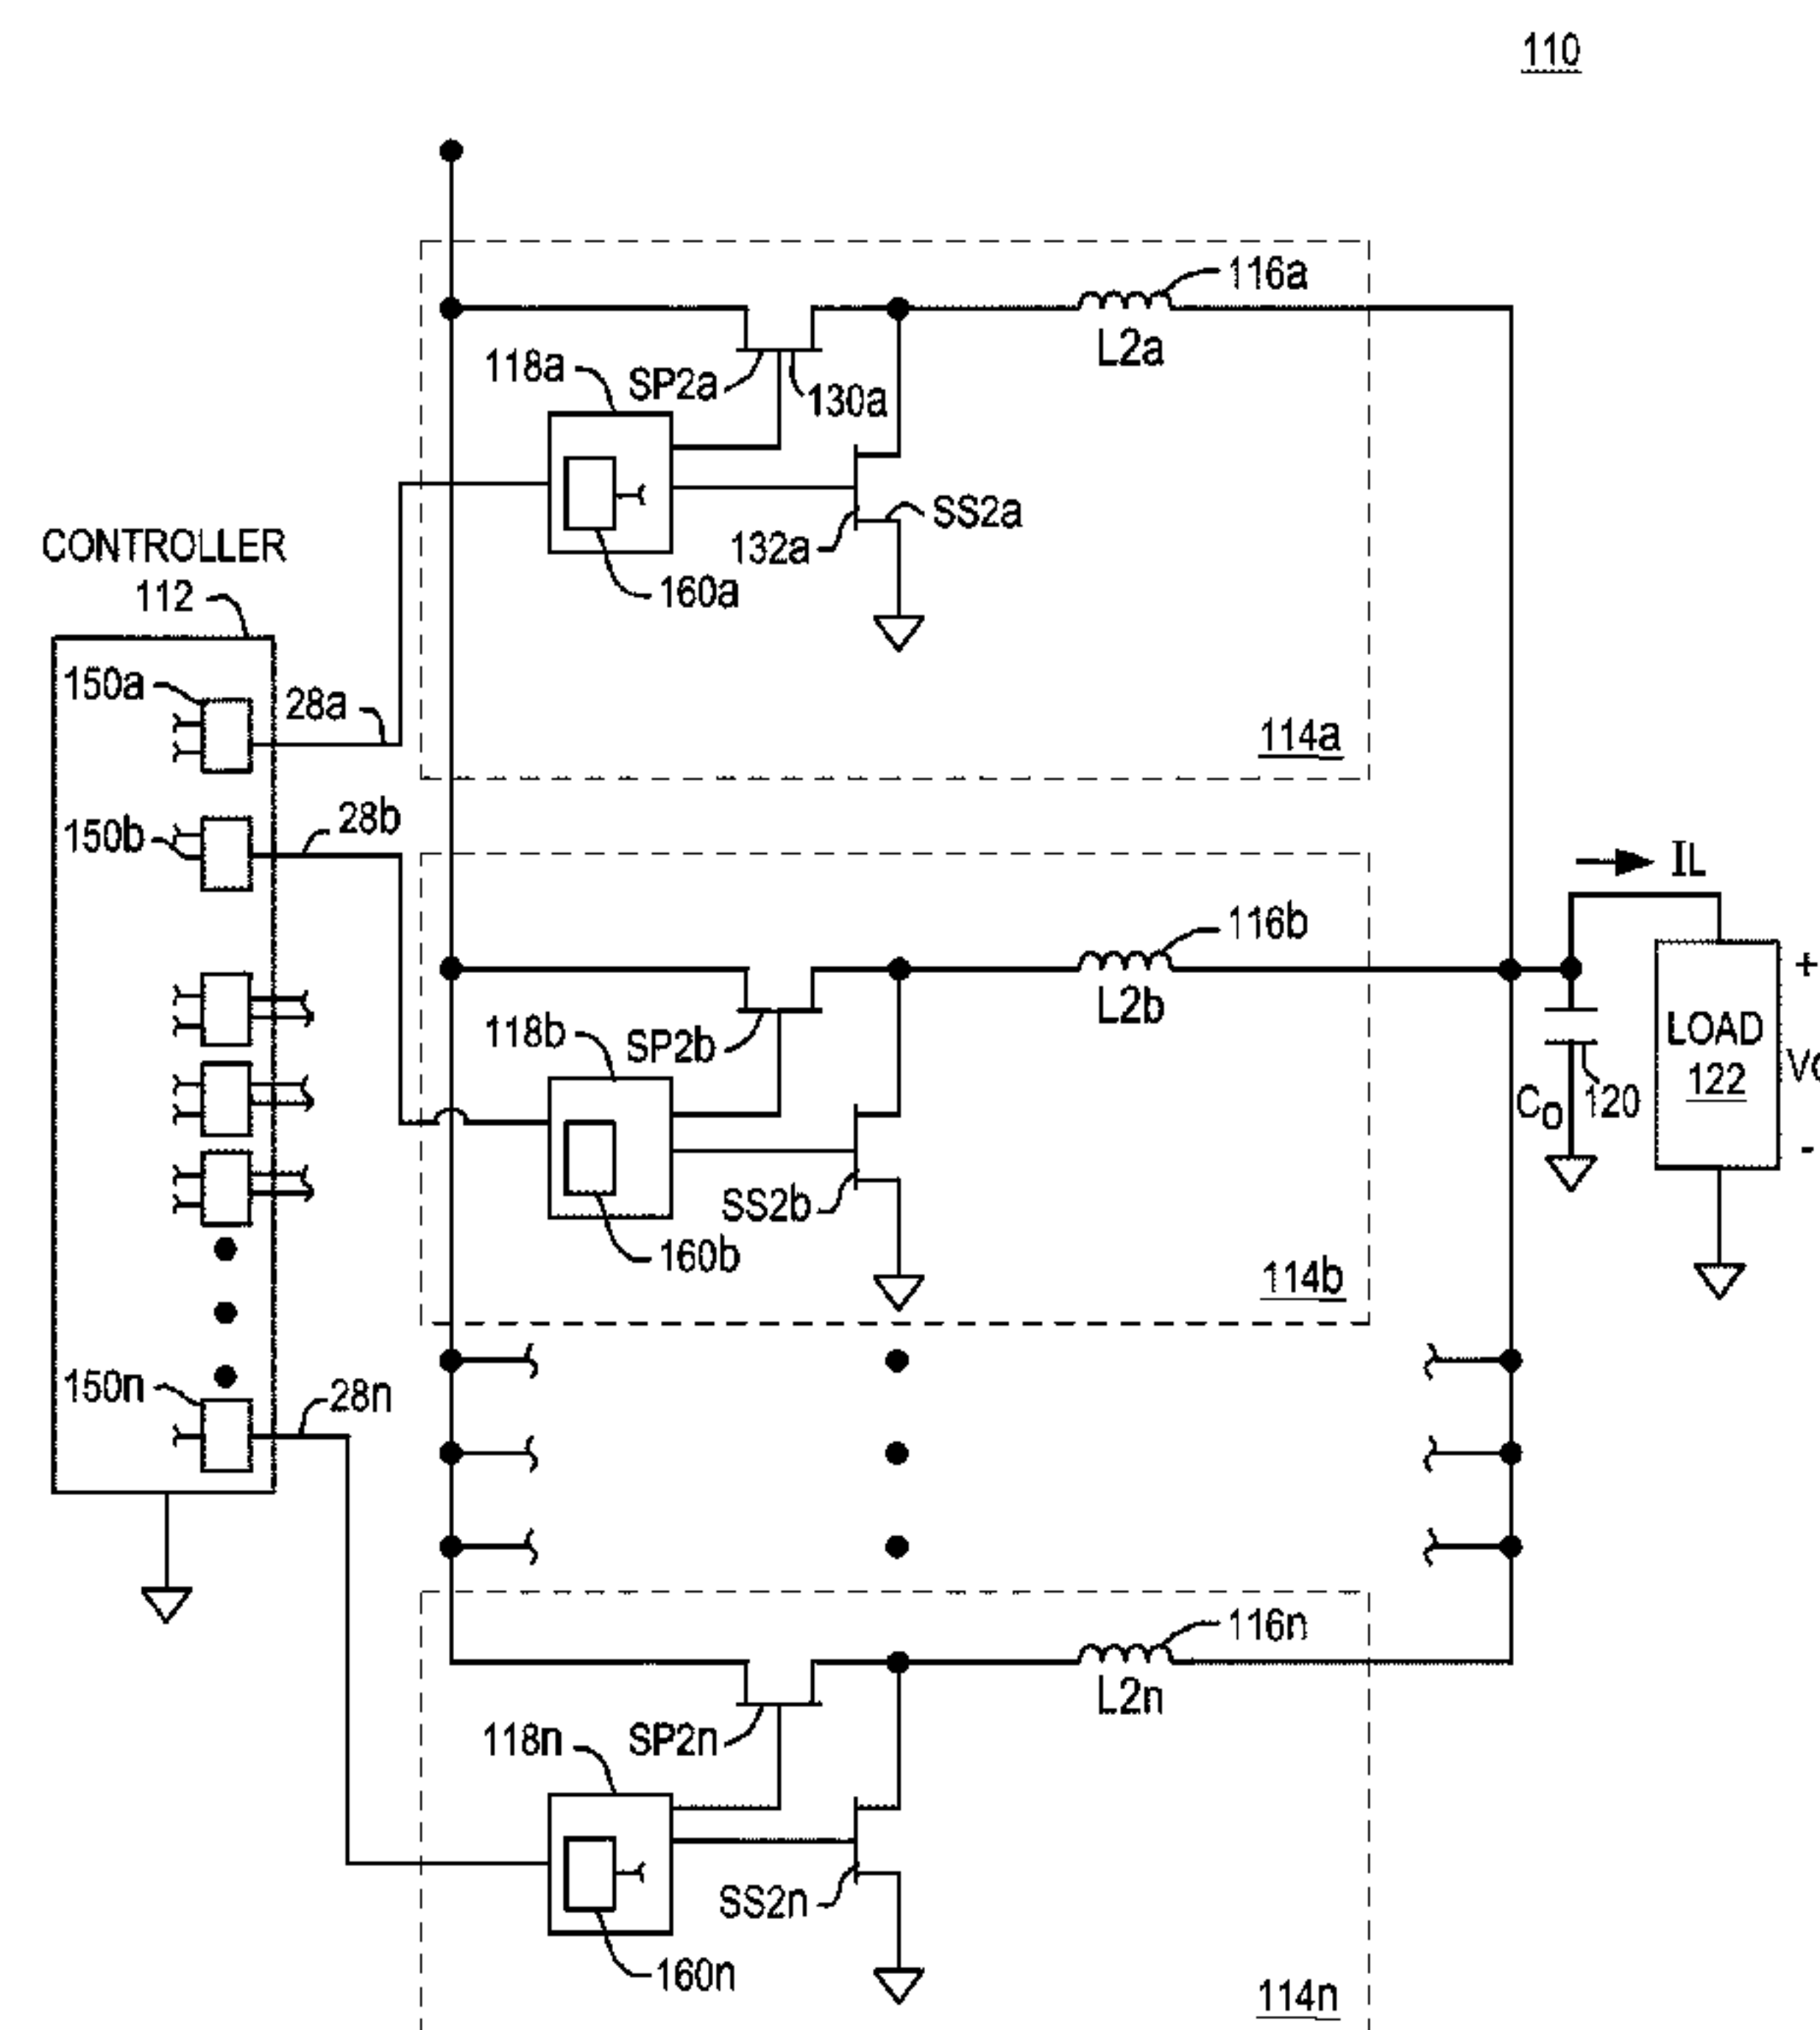 110
116a
L2a
118a
SP2a
130a
SS2a
132a
160a
CONTROLLER
112
150a
28a
114a
150b
28b
IL
116b
L2b
118b
SP2b
+
LOAD
122
Co
120
-
SS2b
160b
114b
150n
28n
116n
L2n
118n
SP2n
SS2n
160n
114n